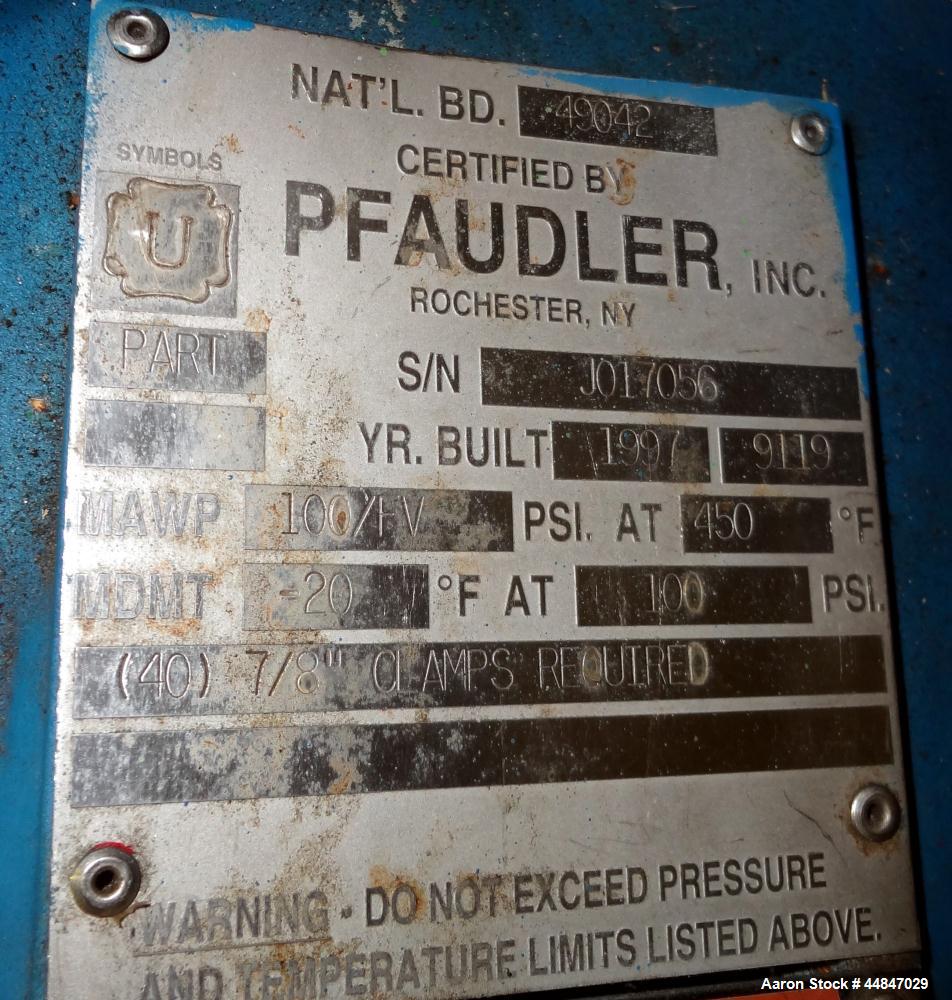 NAT'L. BD. 49042
SYMBOLS
CERTIFIED BY
U
PFAUDLER, INC.
ROCHESTER, NY
PART
S/N J017056
YR. BUILT 1997 9119
MAWP 100/FV PSI. AT 450 °F
MDMT -20 °F AT 100 PSI.
(40) 7/8" CLAMPS REQUIRED
WARNING - DO NOT EXCEED PRESSURE
AND TEMPERATURE LIMITS LISTED ABOVE.
Aaron Stock # 44847029